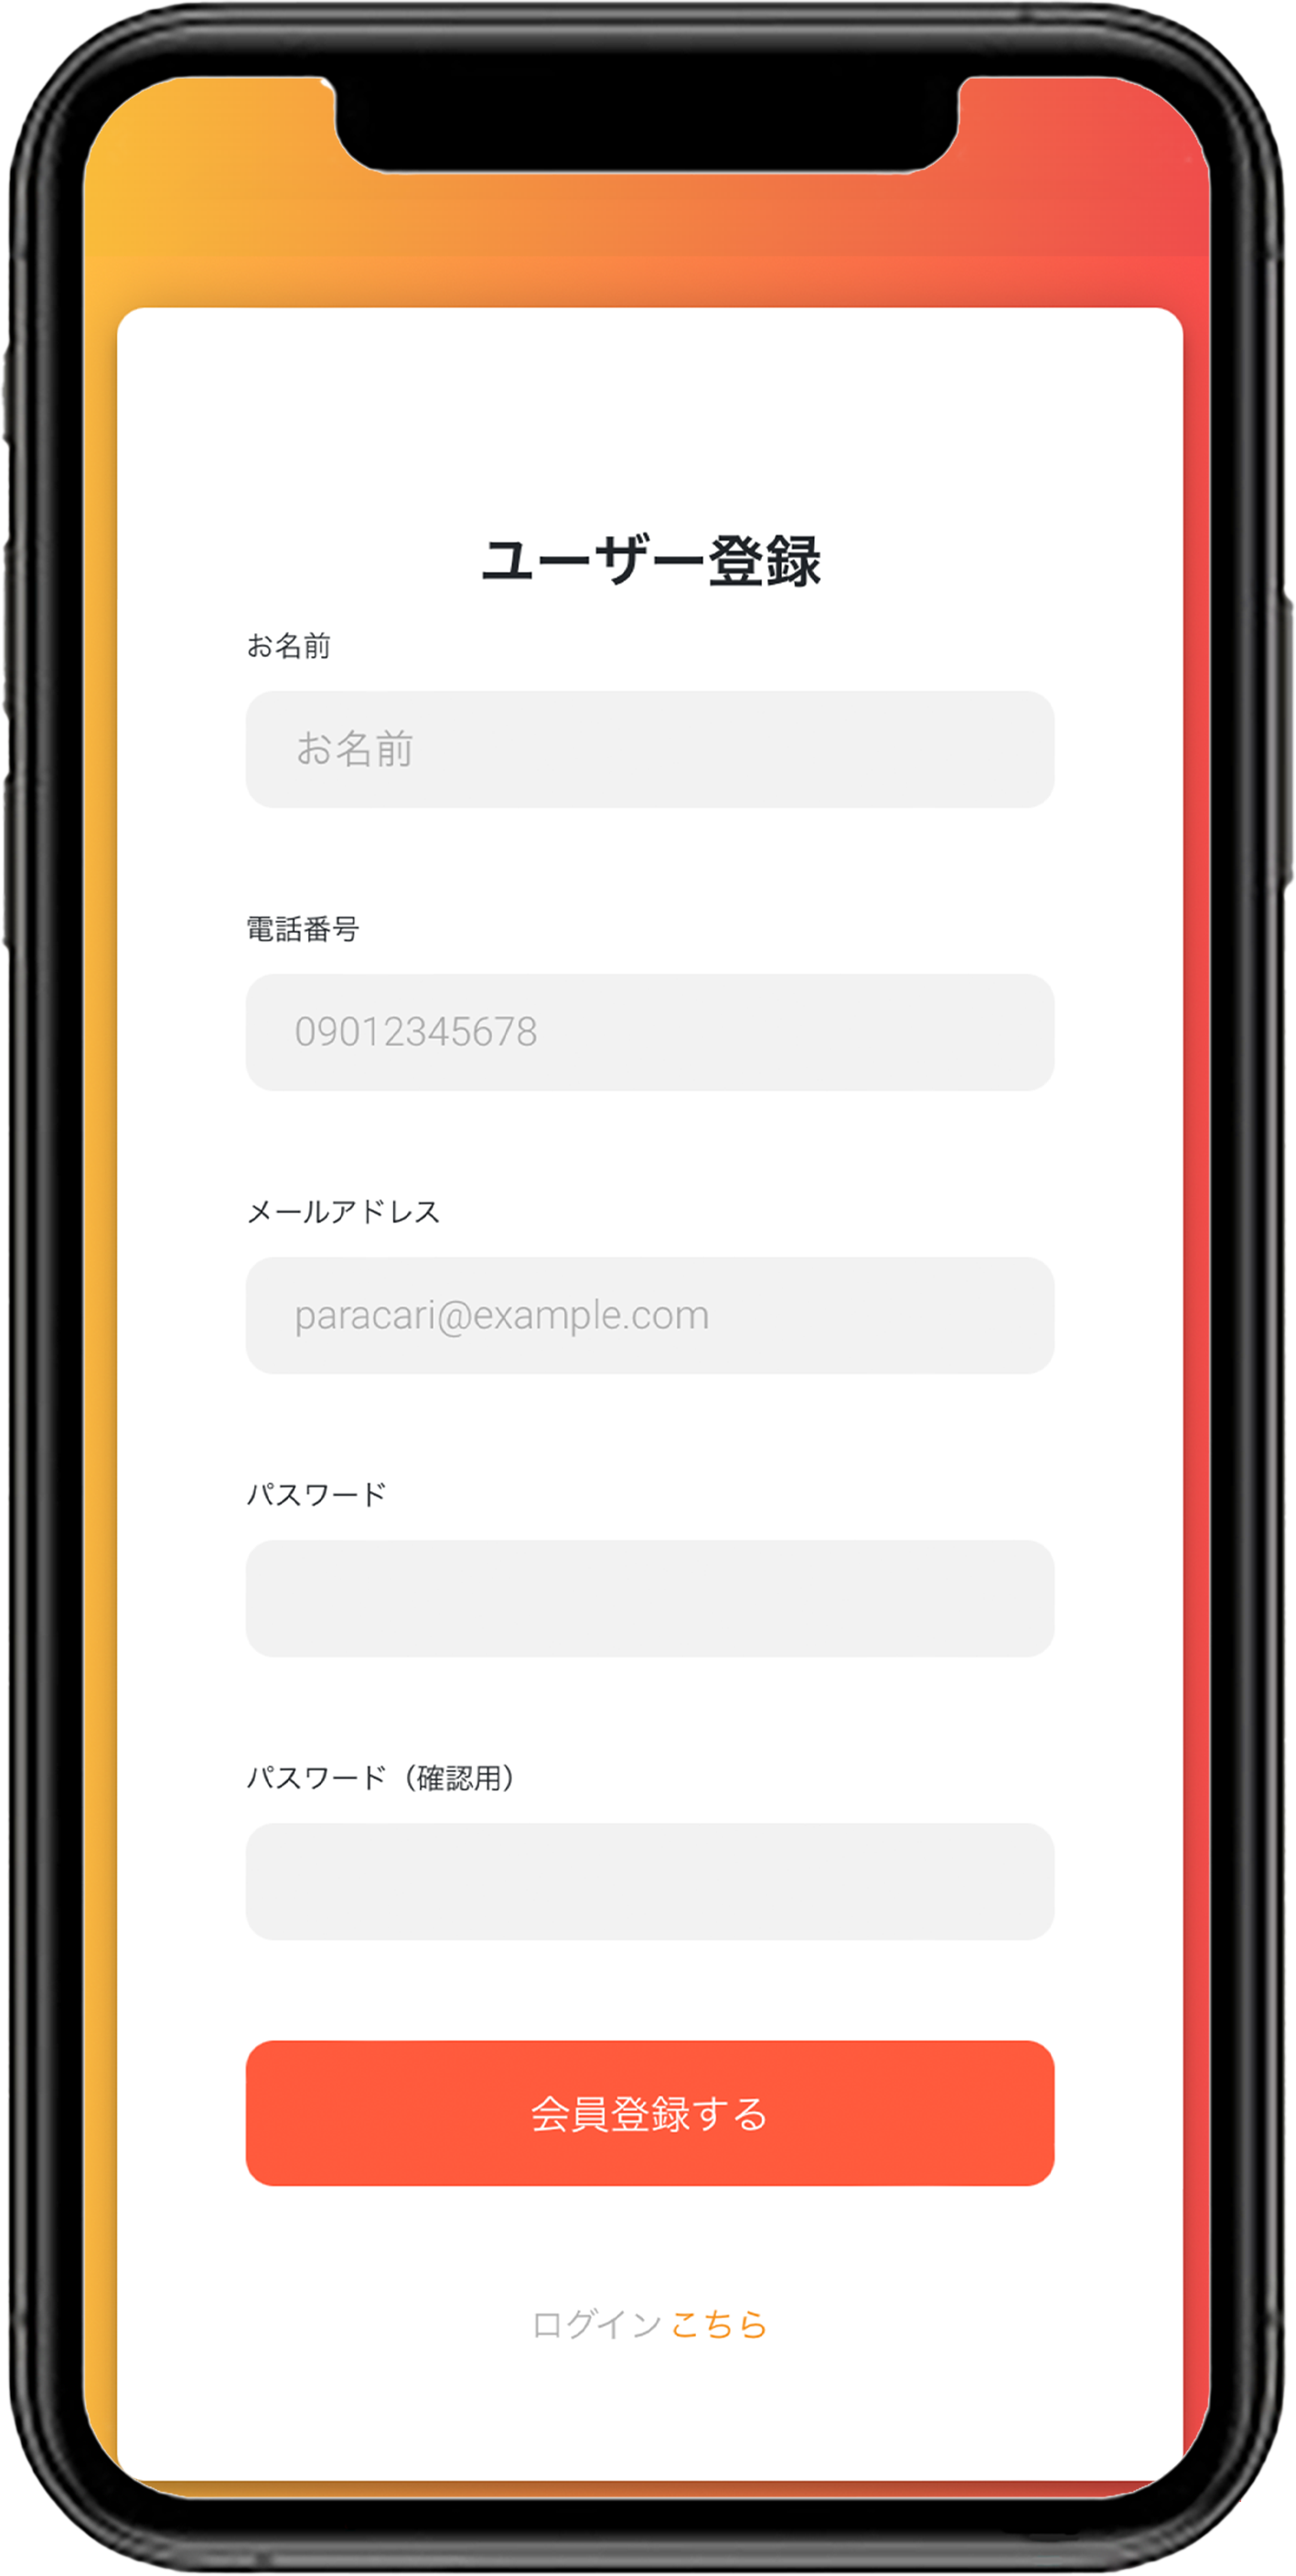 ユーザー登録
お名前
お名前
電話番号
09012345678
メールアドレス
paracari@example.com
パスワード
パスワード（確認用）
会員登録する
ログイン こちら